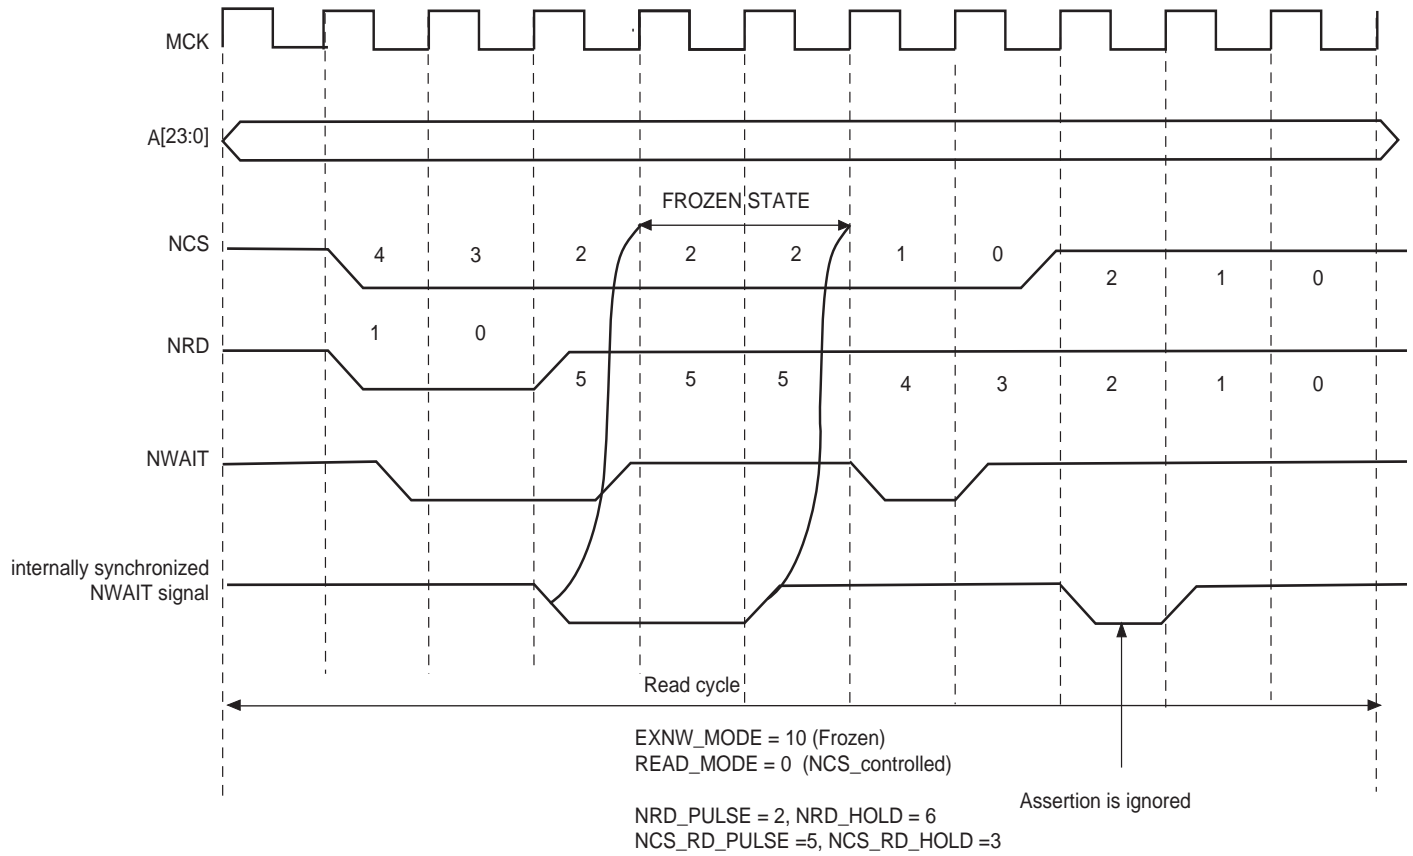 MCK
A[23:0]
FROZEN STATE
NCS
4 3 2 2 2 1 0
2 1 0
1 0
NRD
5 5 5 4 3 2 1 0
NWAIT
internally synchronized
NWAIT signal
Read cycle
EXNW_MODE = 10 (Frozen)
READ_MODE = 0 (NCS_controlled)
Assertion is ignored
NRD_PULSE = 2, NRD_HOLD = 6
NCS_RD_PULSE =5, NCS_RD_HOLD =3